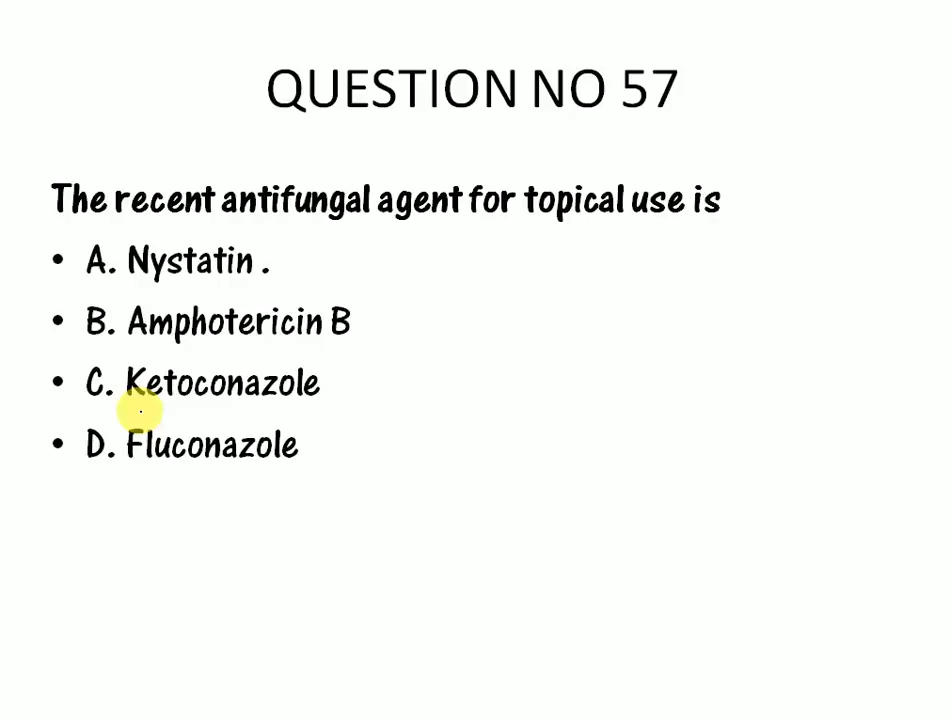 QUESTION NO 57
The recent antifungal agent for topical use is
• A. Nystatin .
• B. Amphotericin B
• C. Ketoconazole
• D. Fluconazole